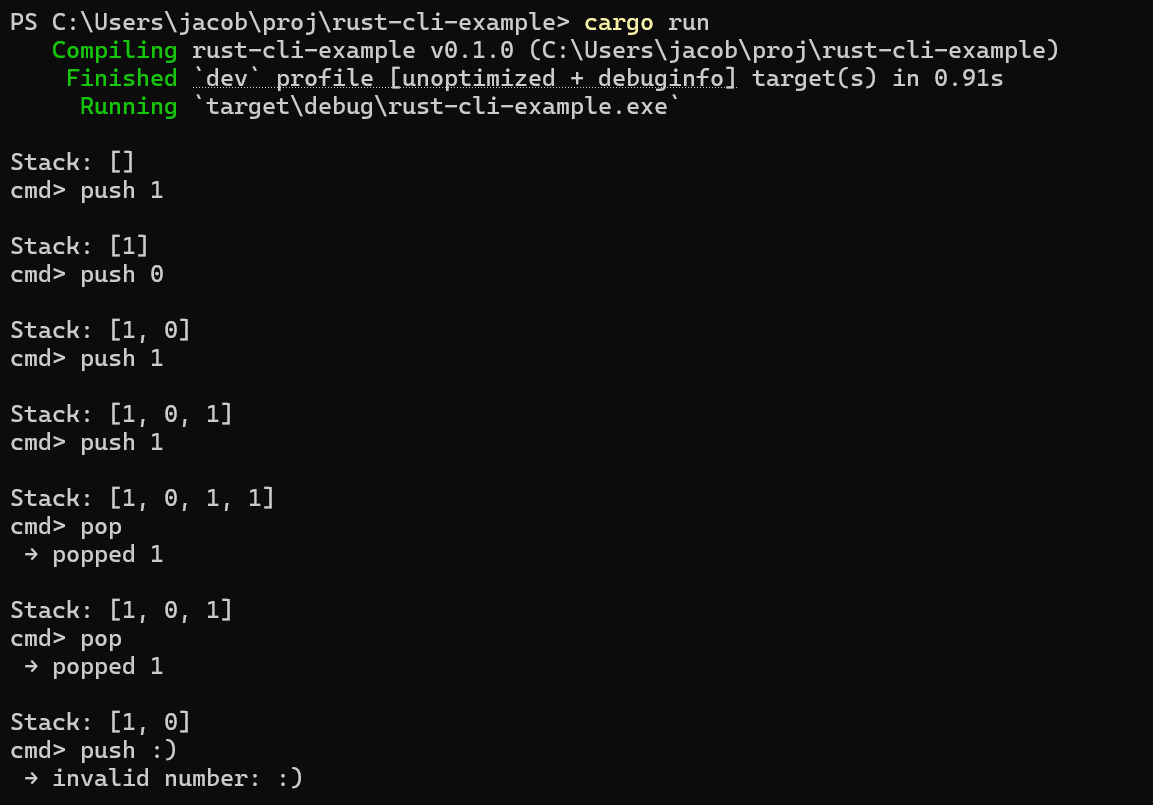 PS C:\Users\jacob\proj\rust-cli-example> cargo run
   Compiling rust-cli-example v0.1.0 (C:\Users\jacob\proj\rust-cli-example)
    Finished `dev` profile [unoptimized + debuginfo] target(s) in 0.91s
     Running `target\debug\rust-cli-example.exe`

Stack: []
cmd> push 1

Stack: [1]
cmd> push 0

Stack: [1, 0]
cmd> push 1

Stack: [1, 0, 1]
cmd> push 1

Stack: [1, 0, 1, 1]
cmd> pop
 → popped 1

Stack: [1, 0, 1]
cmd> pop
 → popped 1

Stack: [1, 0]
cmd> push :)
 → invalid number: :)